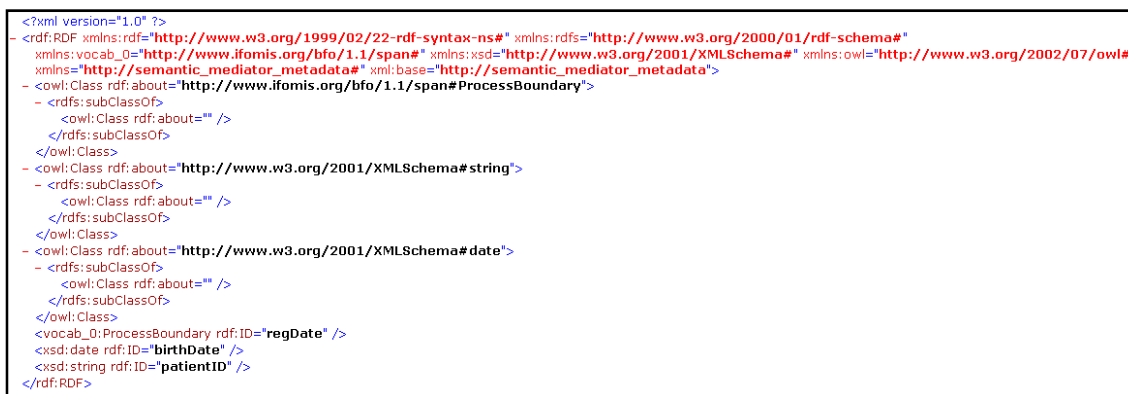 <?xml version="1.0" ?>
- <rdf:RDF xmlns:rdf="http://www.w3.org/1999/02/22-rdf-syntax-ns#" xmlns:rdfs="http://www.w3.org/2000/01/rdf-schema#"
xmlns:vocab_0="http://www.ifomis.org/bfo/1.1/span#" xmlns:xsd="http://www.w3.org/2001/XMLSchema#" xmlns:owl="http://www.w3.org/2002/07/owl#
xmlns="http://semantic_mediator_metadata#" xml:base="http://semantic_mediator_metadata">
- <owl:Class rdf:about="http://www.ifomis.org/bfo/1.1/span#ProcessBoundary">
- <rdfs:subClassOf>
<owl:Class rdf:about="" />
</rdfs:subClassOf>
</owl:Class>
- <owl:Class rdf:about="http://www.w3.org/2001/XMLSchema#string">
- <rdfs:subClassOf>
<owl:Class rdf:about="" />
</rdfs:subClassOf>
</owl:Class>
- <owl:Class rdf:about="http://www.w3.org/2001/XMLSchema#date">
- <rdfs:subClassOf>
<owl:Class rdf:about="" />
</rdfs:subClassOf>
</owl:Class>
<vocab_0:ProcessBoundary rdf:ID="regDate" />
<xsd:date rdf:ID="birthDate" />
<xsd:string rdf:ID="patientID" />
</rdf:RDF>